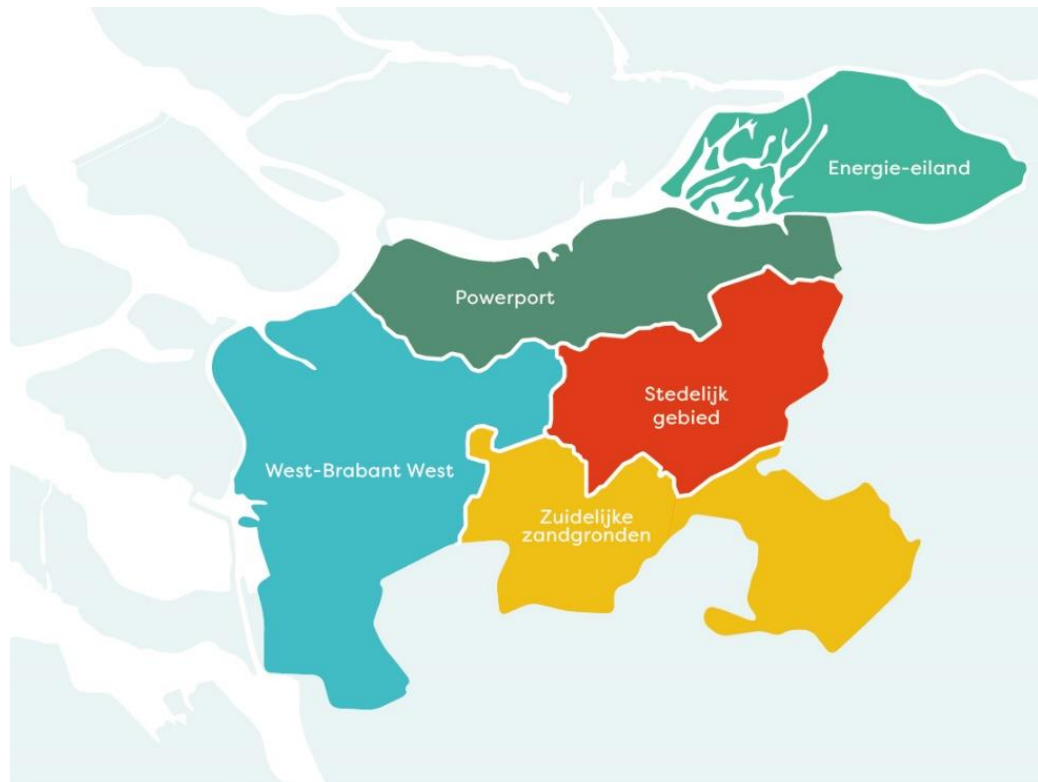 Energie-eiland
Powerport
Stedelijk
gebied
West-Brabant West
Zuidelijke
zandgronden